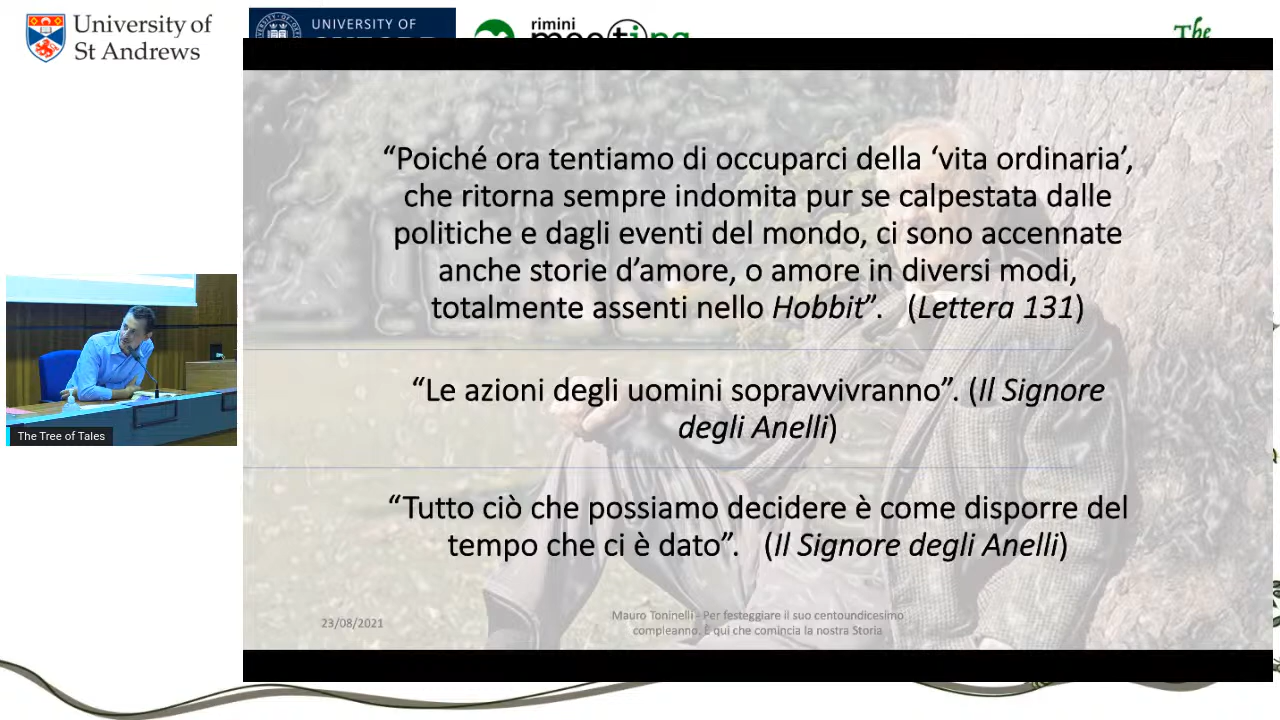 University of
St Andrews
UNIVERSITY OF
rimini
The
“Poiché ora tentiamo di occuparci della ‘vita ordinaria’,
che ritorna sempre indomita pur se calpestata dalle
politiche e dagli eventi del mondo, ci sono accennate
anche storie d’amore, o amore in diversi modi,
totalmente assenti nello Hobbit”. (Lettera 131)
“Le azioni degli uomini sopravvivranno”. (Il Signore
degli Anelli)
The Tree of Tales
“Tutto ciò che possiamo decidere è come disporre del
tempo che ci è dato”. (Il Signore degli Anelli)
23/08/2021
Mauro Toninelli - Per festeggiare il suo centoundicesimo
compleanno. È qui che comincia la nostra Storia